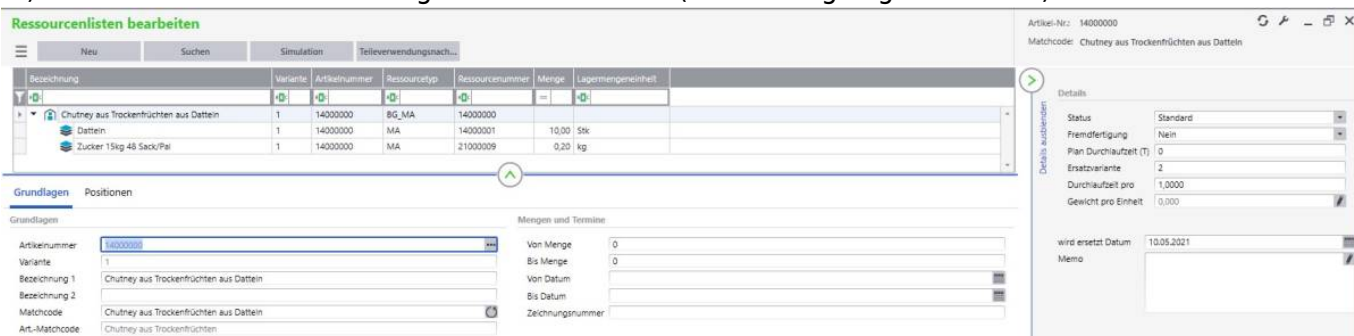 Ressourcenlisten bearbeiten
Artikel-Nr.: 14000000
Matchcode: Chutney aus Trockenfrüchten aus Datteln
Neu Suchen Simulation Teileverwendungsnach...
Bezeichnung Variante Artikelnummer Ressourcetyp Ressourcenummer Menge Lagermengeneinheit
=
Chutney aus Trockenfrüchten aus Datteln 1 14000000 BG_MA 14000000
Datteln 1 14000000 MA 14000001 10,00 Stk
Zucker 15kg 48 Sack/Pal 1 14000000 MA 21000009 0,20 kg
Grundlagen Positionen
Grundlagen
Artikelnummer 14000000
Variante 1
Bezeichnung 1 Chutney aus Trockenfrüchten aus Datteln
Bezeichnung 2
Matchcode Chutney aus Trockenfrüchten aus Datteln
Art.-Matchcode Chutney aus Trockenfrüchten
Mengen und Termine
Von Menge 0
Bis Menge 0
Von Datum
Bis Datum
Zeichnungsnummer
Details ausblenden
Details
Status Standard
Fremdfertigung Nein
Plan Durchlaufzeit (T) 0
Ersatzvariante 2
Durchlaufzeit pro 1,0000
Gewicht pro Einheit 0,000
wird ersetzt Datum 10.05.2021
Memo